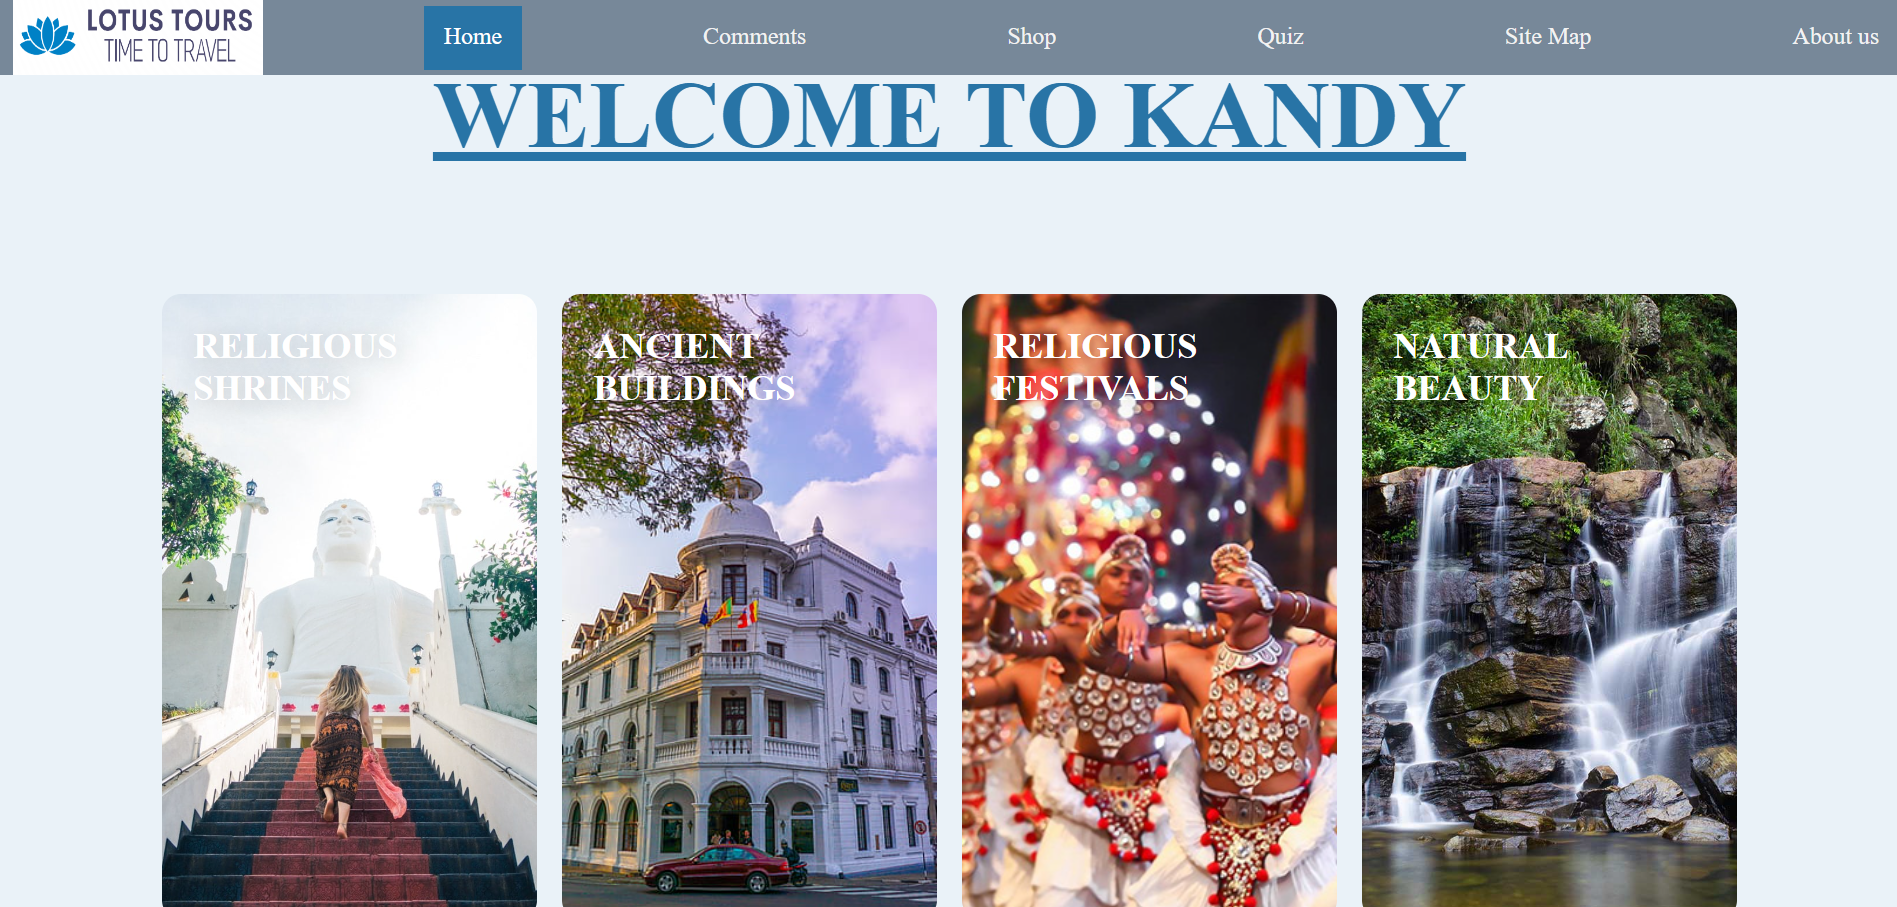 LOTUS TOURS
TIME TO TRAVEL
Home
Comments
Shop
Quiz
Site Map
About us
WELCOME TO KANDY
RELIGIOUS
SHRINES
ANCIENT
BUILDINGS
RELIGIOUS
FESTIVALS
NATURAL
BEAUTY